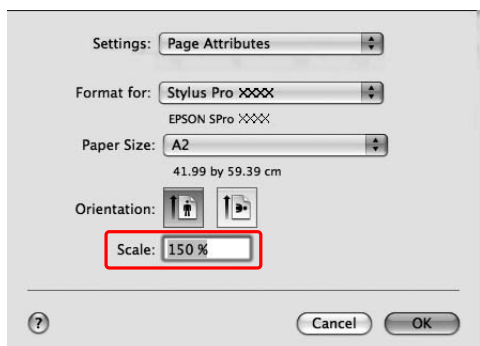 Settings: Page Attributes
Format for: Stylus Pro XXXX
EPSON SPro XXXX
Paper Size: A2
41.99 by 59.39 cm
Orientation:
Scale: 150 %
? Cancel OK